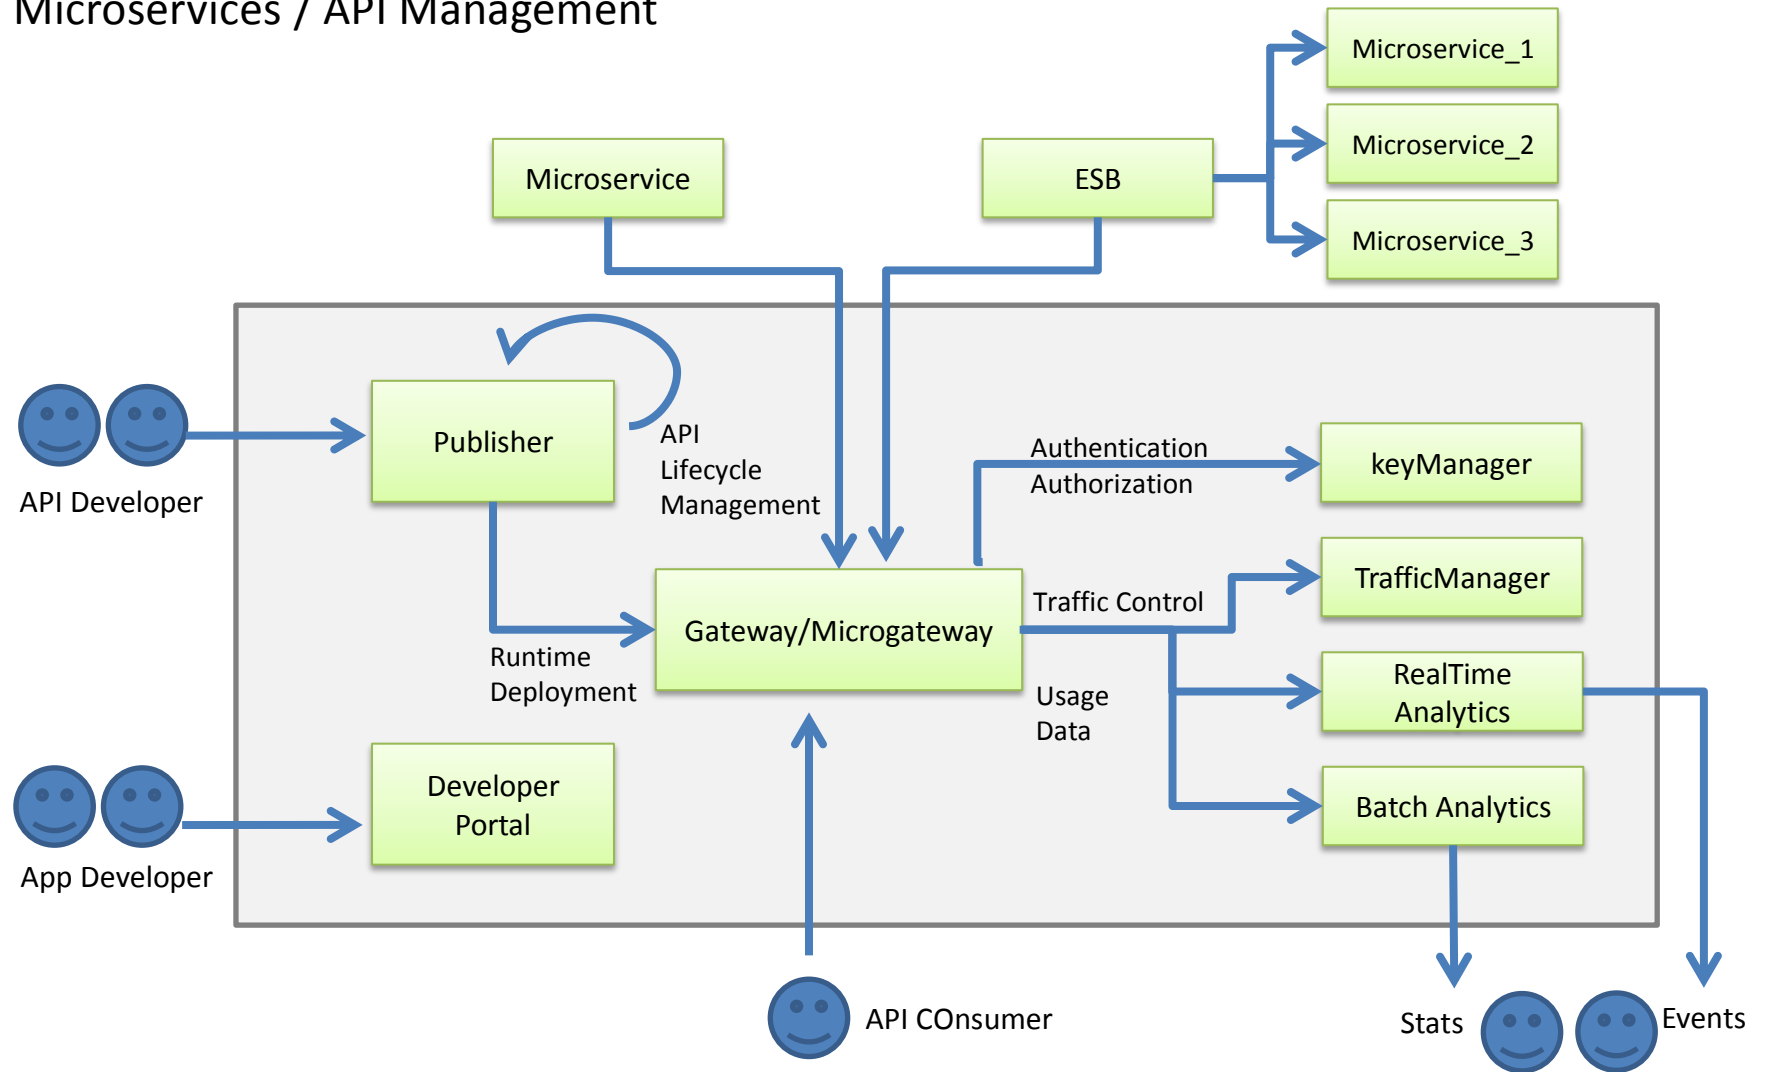 Microservices / API Management
Microservice_1
Microservice_2
Microservice_3
Microservice
ESB
Publisher
API
Lifecycle
Management
API Developer
Authentication
Authorization
keyManager
TrafficManager
Traffic Control
Gateway/Microgateway
Runtime
Deployment
Usage
Data
RealTime
Analytics
Developer
Portal
Batch Analytics
App Developer
API COnsumer
Stats
Events